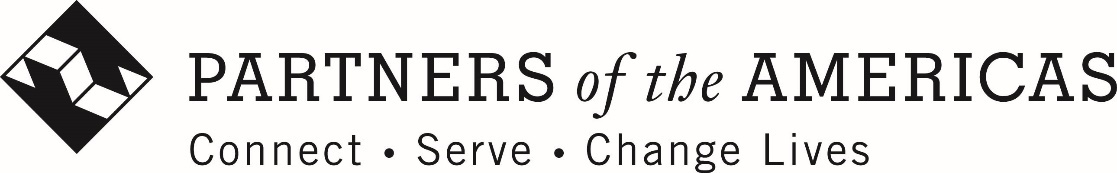 PARTNERS of the AMERICAS
Connect • Serve • Change Lives